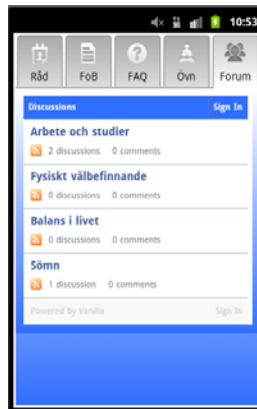 10:53
Råd FoB FAQ Övn Forum
Discussions Sign In
Arbete och studier
2 discussions 0 comments
Fysiskt välbefinnande
0 discussions 0 comments
Balans i livet
0 discussions 0 comments
Sömn
1 discussion 0 comments
Powered by Vanilla Sign In